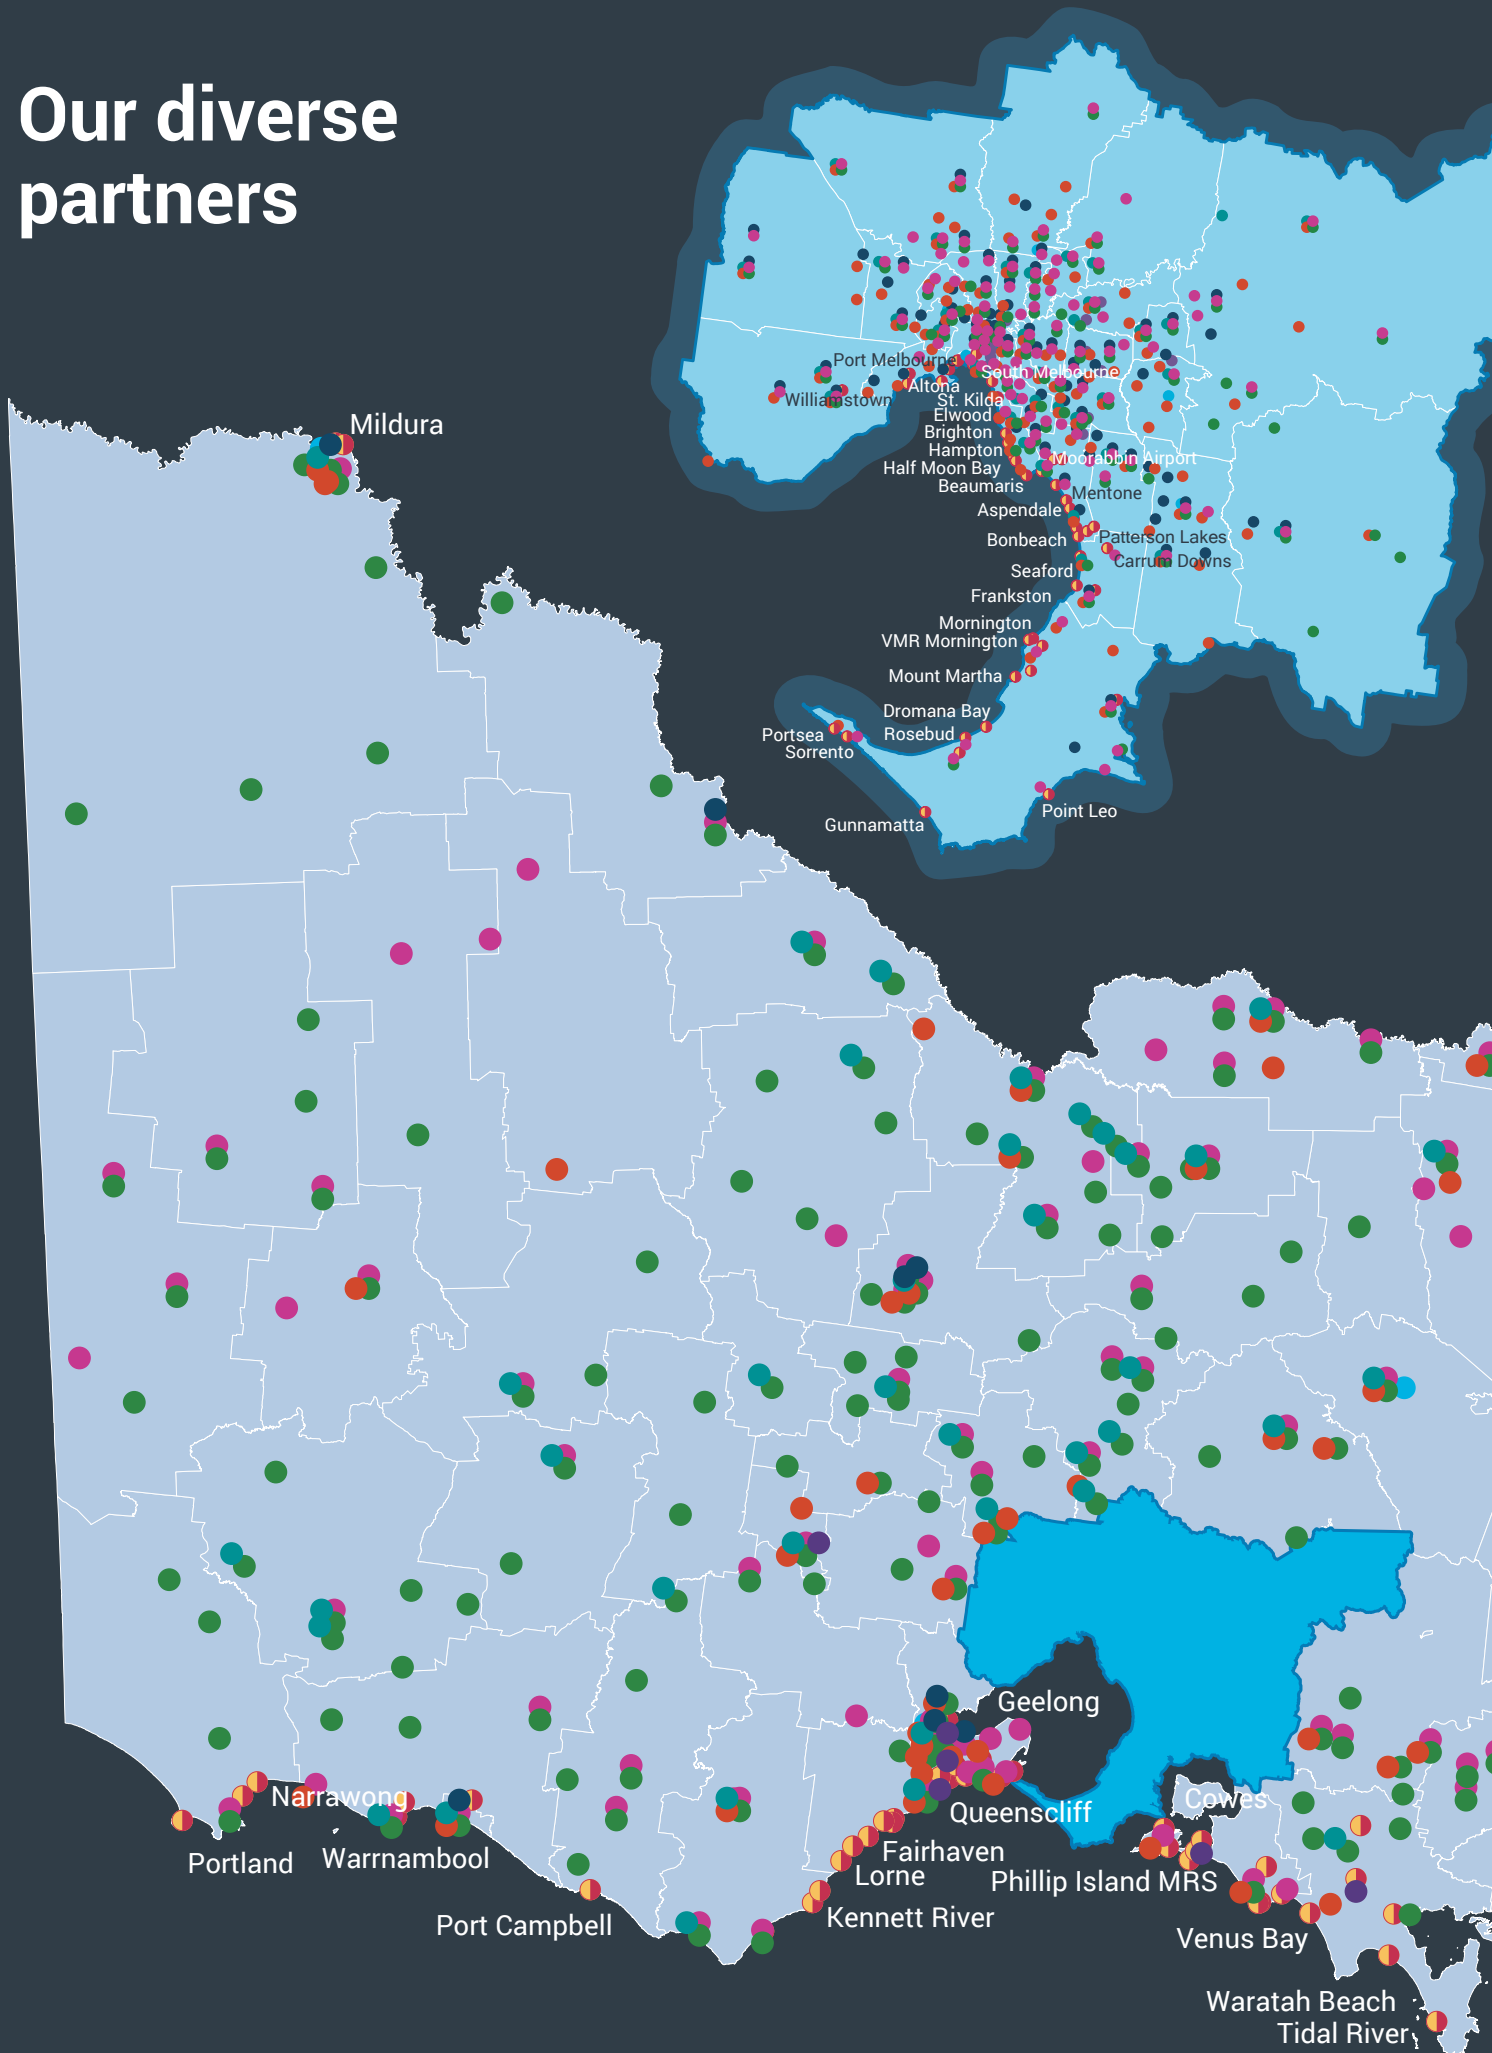 Our diverse
partners
Port Melbourne
South Melbourne
Altona
Williamstown
St. Kilda
Elwood
Brighton
Hampton
Moorabbin Airport
Half Moon Bay
Beaumaris
Mentone
Aspendale
Patterson Lakes
Bonbeach
Carrum Downs
Seaford
Frankston
Mornington
VMR Mornington
Mount Martha
Dromana Bay
Portsea
Rosebud
Sorrento
Point Leo
Gunnamatta
Mildura
Geelong
Narrawong
Cowes
Queenscliff
Portland
Warrnambool
Fairhaven
Lorne
Phillip Island MRS
Port Campbell
Kennett River
Venus Bay
Waratah Beach
Tidal River